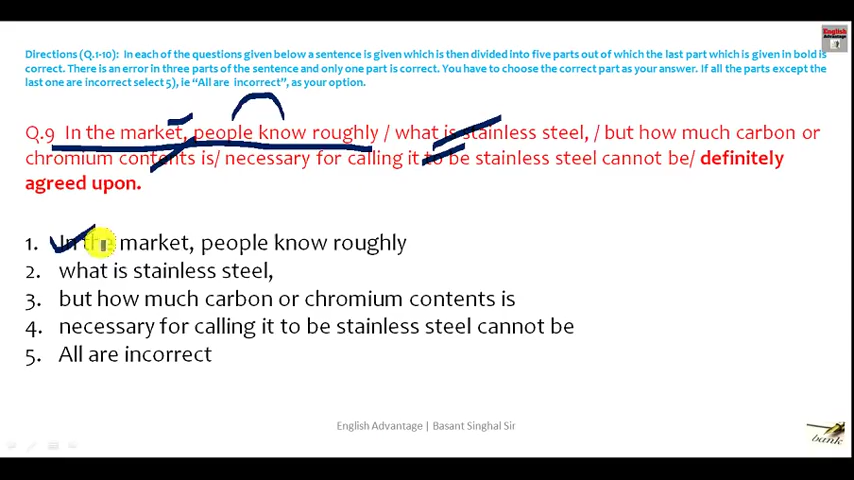 English
Advantage
Directions (Q.1-10): In each of the questions given below a sentence is given which is then divided into five parts out of which the last part which is given in bold is
correct. There is an error in three parts of the sentence and only one part is correct. You have to choose the correct part as your answer. If all the parts except the
last one are incorrect select 5), ie "All are incorrect", as your option.
Q.9 In the market, people know roughly / what is stainless steel, / but how much carbon or
chromium contents is/ necessary for calling it to be stainless steel cannot be/ definitely
agreed upon.
1. In the market, people know roughly
2. what is stainless steel,
3. but how much carbon or chromium contents is
4. necessary for calling it to be stainless steel cannot be
5. All are incorrect
English Advantage | Basant Singhal Sir
bank